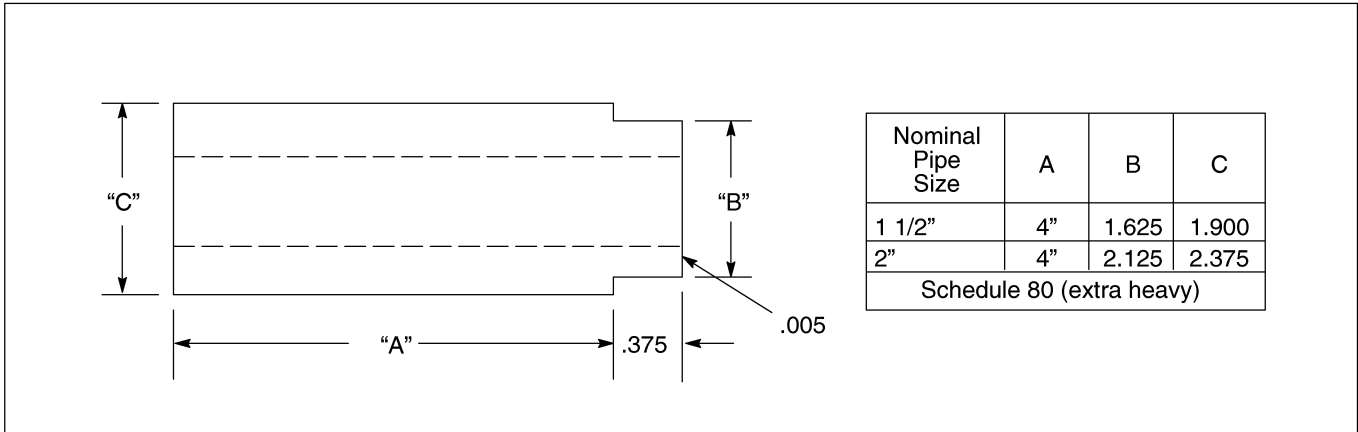 “C”
“B”
“A”
.375
.005
Nominal
Pipe
Size
A
B
C
1 1/2”
4”
1.625
1.900
2”
4”
2.125
2.375
Schedule 80 (extra heavy)